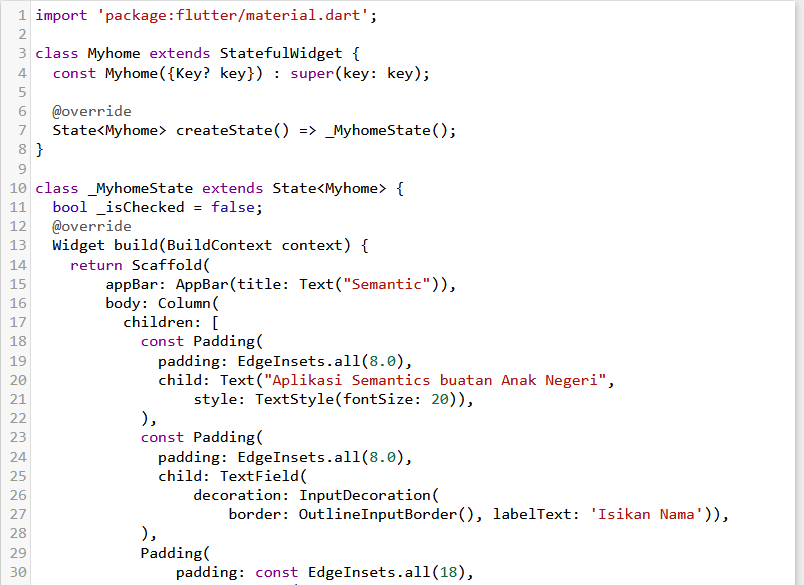 1 import 'package:flutter/material.dart';
2
3 class Myhome extends StatefulWidget {
4   const Myhome({Key? key}) : super(key: key);
5
6   @override
7   State<Myhome> createState() => _MyhomeState();
8 }
9
10 class _MyhomeState extends State<Myhome> {
11   bool _isChecked = false;
12   @override
13   Widget build(BuildContext context) {
14     return Scaffold(
15         appBar: AppBar(title: Text("Semantic")),
16         body: Column(
17           children: [
18             const Padding(
19               padding: EdgeInsets.all(8.0),
20               child: Text("Aplikasi Semantics buatan Anak Negeri",
21                   style: TextStyle(fontSize: 20)),
22             ),
23             const Padding(
24               padding: EdgeInsets.all(8.0),
25               child: TextField(
26                   decoration: InputDecoration(
27                       border: OutlineInputBorder(), labelText: 'Isikan Nama')),
28             ),
29             Padding(
30                 padding: const EdgeInsets.all(18),